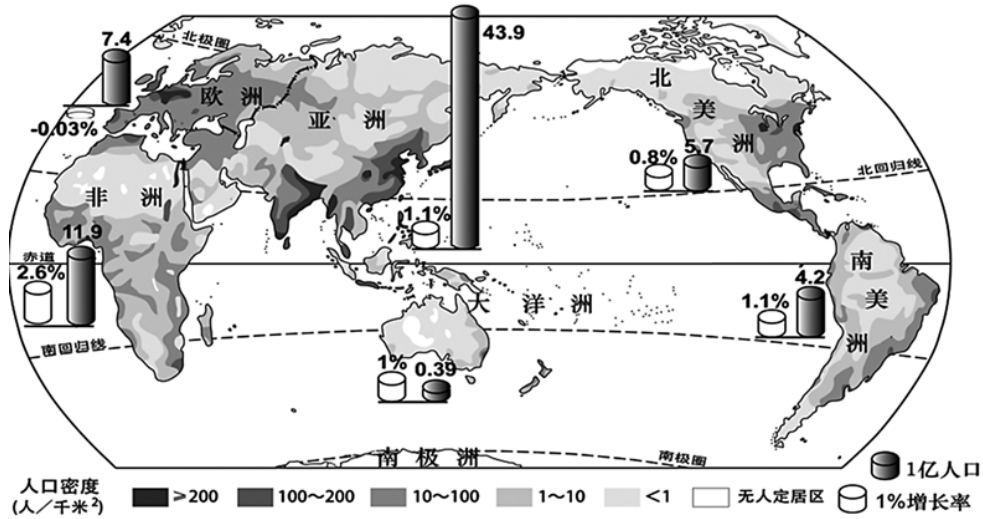 7.4
北极圈
43.9
欧 洲
-0.03%
亚 洲
北
美
洲
0.8%
5.7
北回归线
非 洲
11.9
1.1%
赤道
2.6%
南
美
洲
4.2
1.1%
大 洋 洲
南回归线
1%
0.39
南 极 洲
南极圈
1亿人口
1%增长率
人口密度
(人/千米²)
≥200
100～200
10～100
1～10
<1
无人定居区